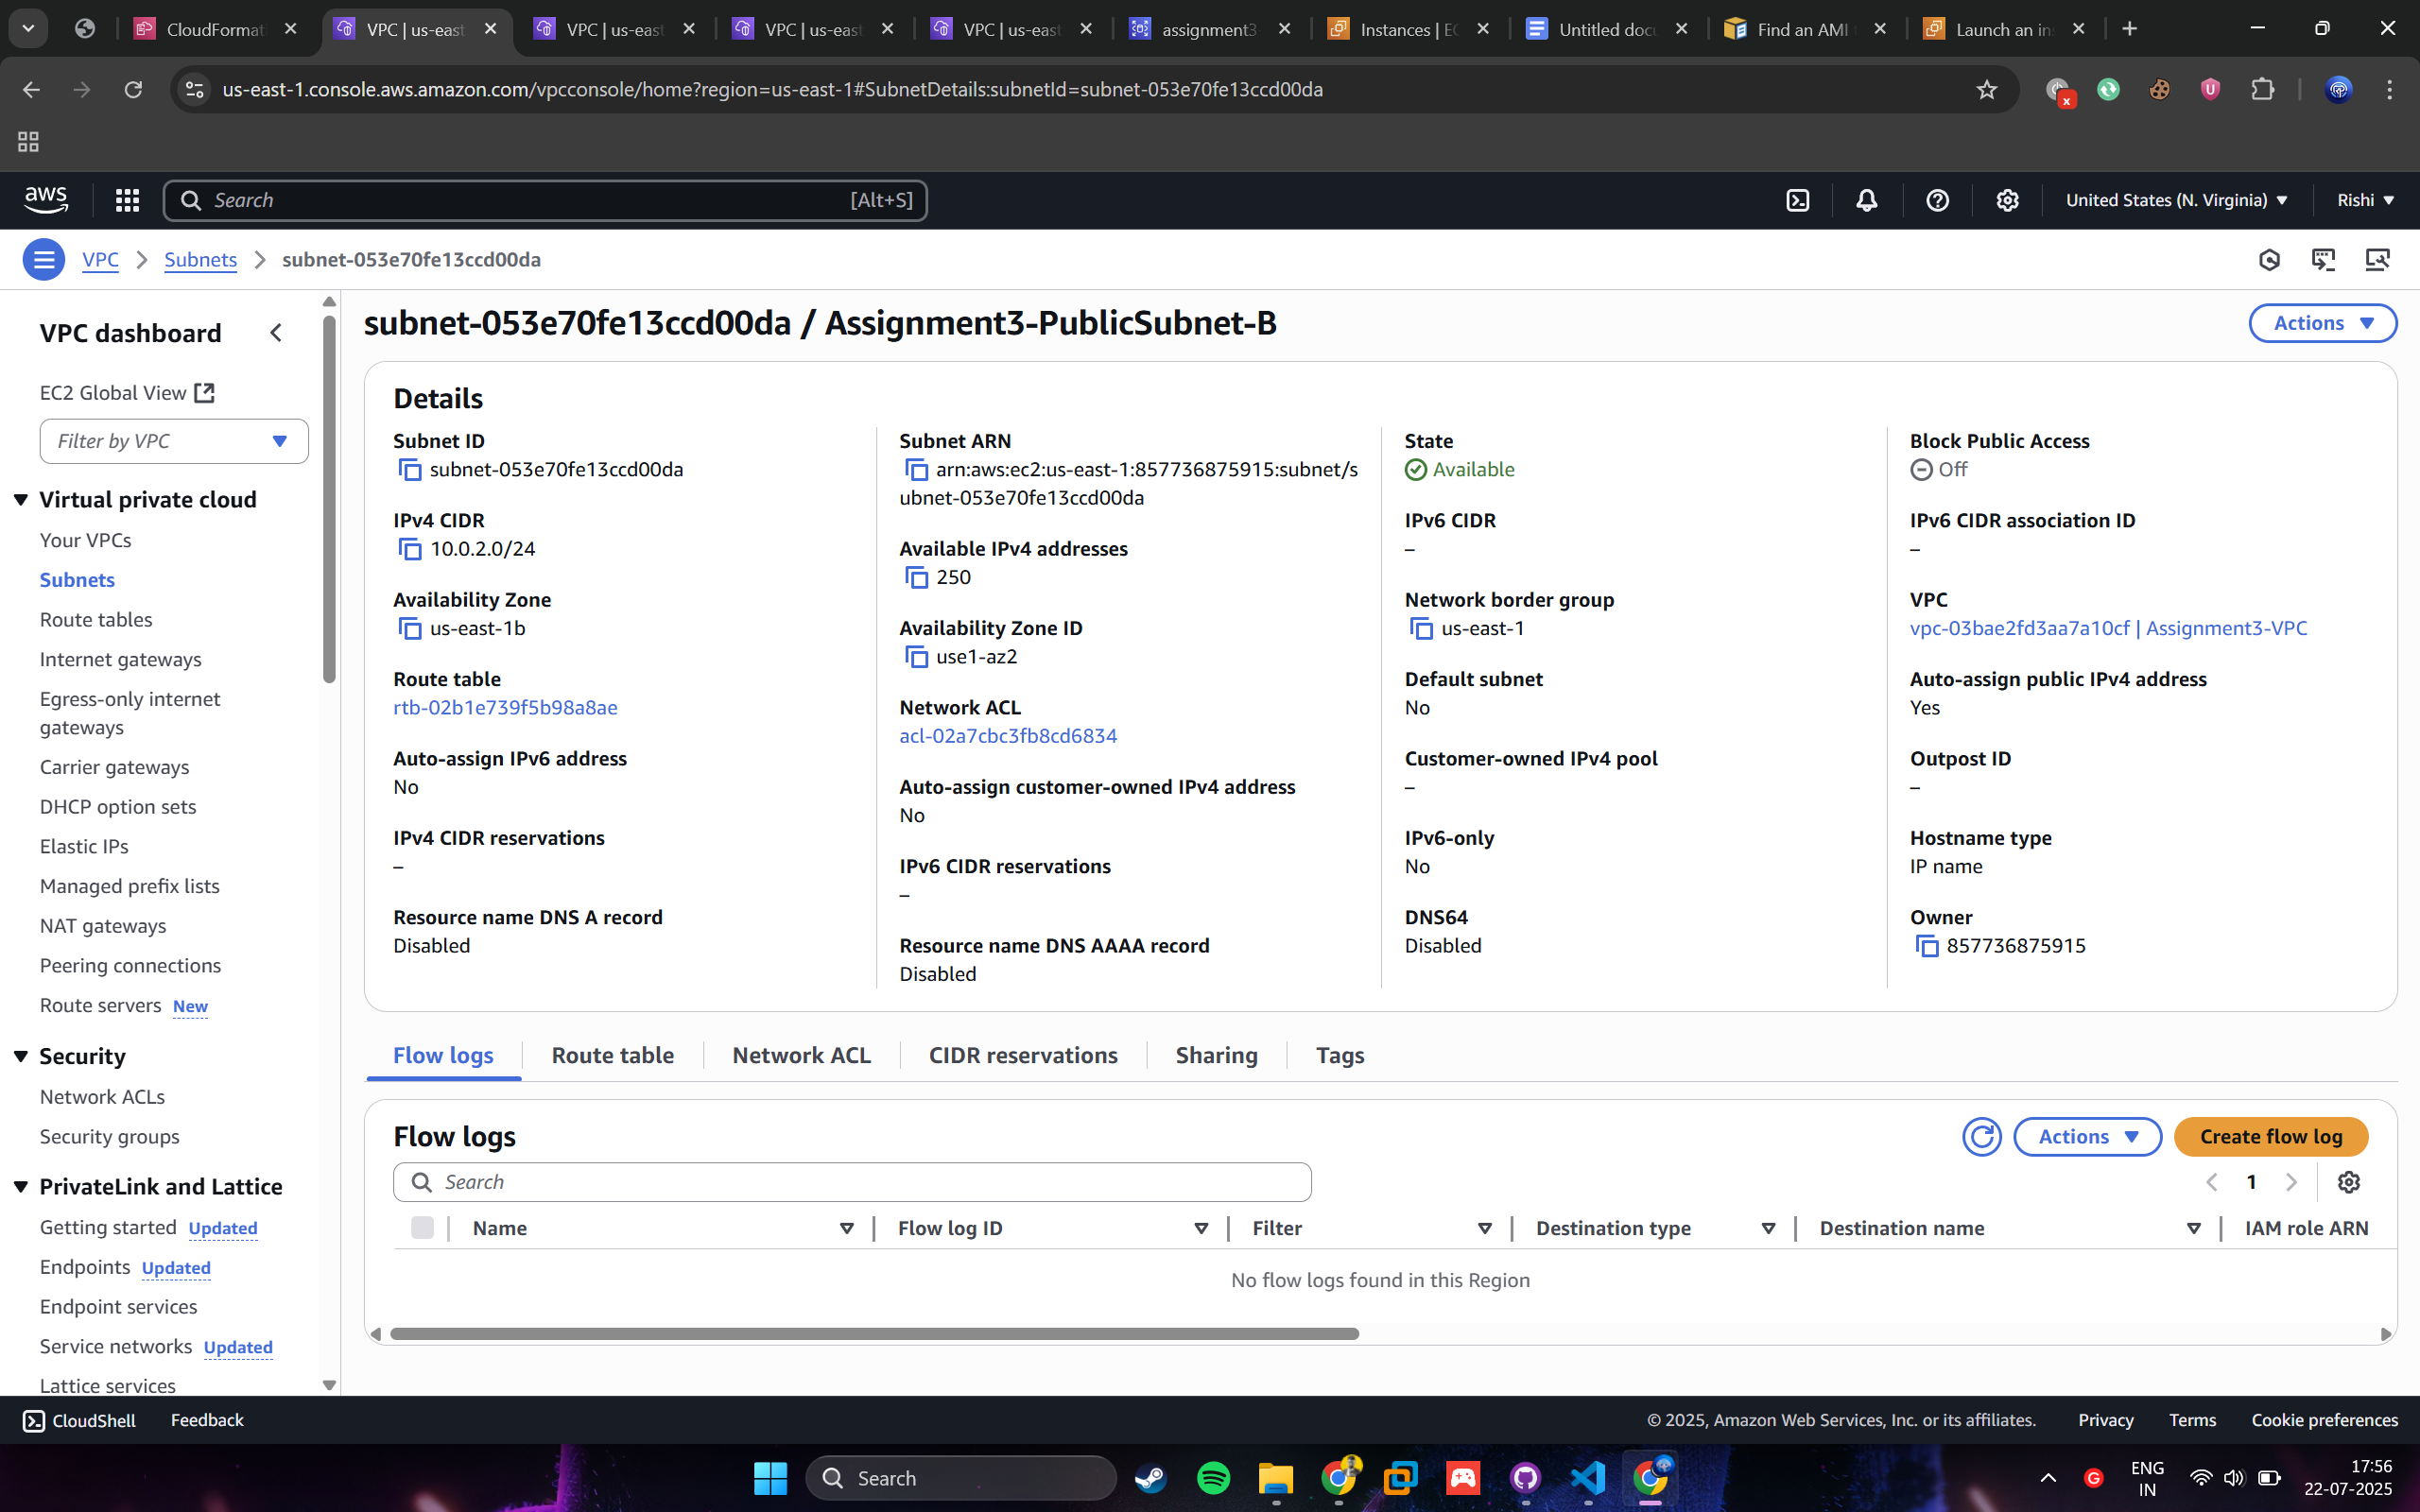 CloudFormat
VPC | us-east
VPC | us-east
VPC | us-east
VPC | us-east
assignment3
Instances | EC
Untitled docu
Find an AMI
Launch an in
us-east-1.console.aws.amazon.com/vpcconsole/home?region=us-east-1#SubnetDetails:subnetId=subnet-053e70fe13ccd00da
aws
Search
[Alt+S]
United States (N. Virginia)
Rishi
VPC
Subnets
subnet-053e70fe13ccd00da
VPC dashboard
EC2 Global View
Filter by VPC
Virtual private cloud
Your VPCs
Subnets
Route tables
Internet gateways
Egress-only internet
gateways
Carrier gateways
DHCP option sets
Elastic IPs
Managed prefix lists
NAT gateways
Peering connections
Route servers New
Security
Network ACLs
Security groups
PrivateLink and Lattice
Getting started Updated
Endpoints Updated
Endpoint services
Service networks Updated
Lattice services
subnet-053e70fe13ccd00da / Assignment3-PublicSubnet-B
Actions
Details
Subnet ID
subnet-053e70fe13ccd00da
IPv4 CIDR
10.0.2.0/24
Availability Zone
us-east-1b
Route table
rtb-02b1e739f5b98a8ae
Auto-assign IPv6 address
No
IPv4 CIDR reservations
–
Resource name DNS A record
Disabled
Subnet ARN
arn:aws:ec2:us-east-1:857736875915:subnet/s
ubnet-053e70fe13ccd00da
Available IPv4 addresses
250
Availability Zone ID
use1-az2
Network ACL
acl-02a7cbc3fb8cd6834
Auto-assign customer-owned IPv4 address
No
IPv6 CIDR reservations
–
Resource name DNS AAAA record
Disabled
State
Available
IPv6 CIDR
–
Network border group
us-east-1
Default subnet
No
Customer-owned IPv4 pool
–
IPv6-only
No
DNS64
Disabled
Block Public Access
Off
IPv6 CIDR association ID
–
VPC
vpc-03bae2fd3aa7a10cf | Assignment3-VPC
Auto-assign public IPv4 address
Yes
Outpost ID
–
Hostname type
IP name
Owner
857736875915
Flow logs
Route table
Network ACL
CIDR reservations
Sharing
Tags
Flow logs
Actions
Create flow log
Search
1
Name
Flow log ID
Filter
Destination type
Destination name
IAM role ARN
No flow logs found in this Region
CloudShell
Feedback
© 2025, Amazon Web Services, Inc. or its affiliates.
Privacy
Terms
Cookie preferences
Search
ENG
IN
17:56
22-07-2025